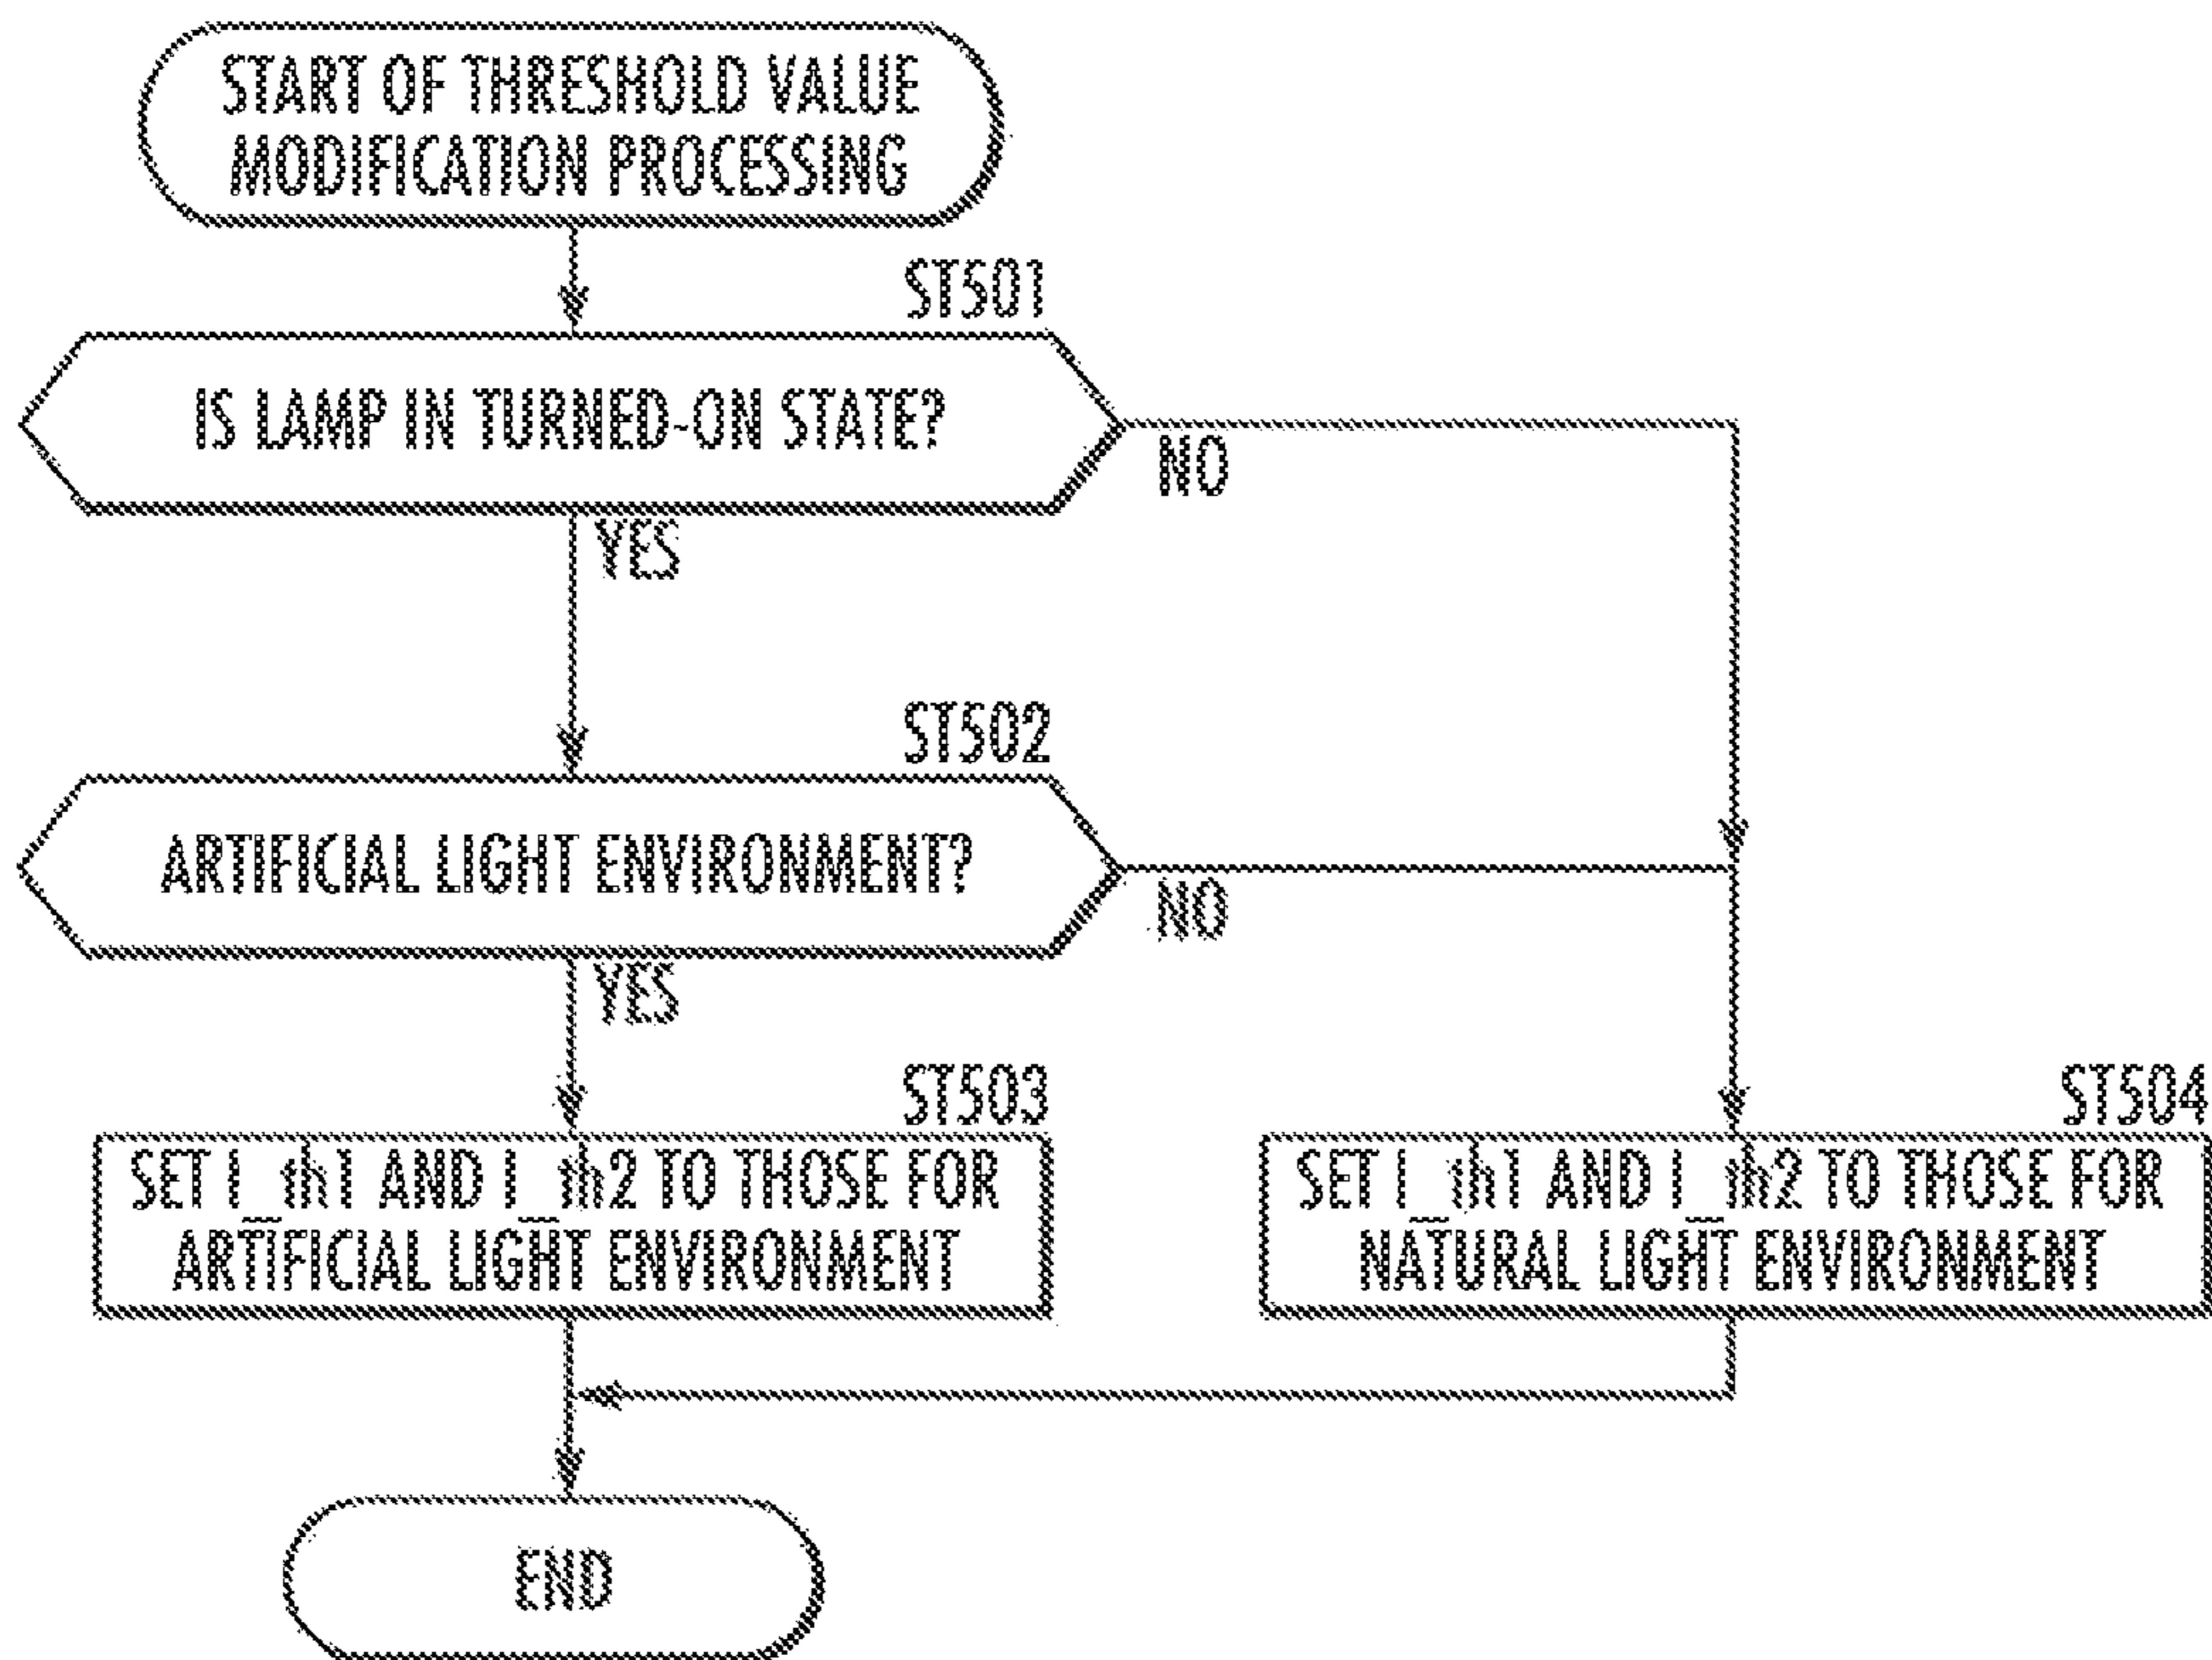 START OF THRESHOLD VALUE
MODIFICATION PROCESSING
ST501
IS LAMP IN TURNED-ON STATE?
NO
YES
ST502
ARTIFICIAL LIGHT ENVIRONMENT?
NO
YES
ST503
SET I_th1 AND I_th2 TO THOSE FOR
ARTIFICIAL LIGHT ENVIRONMENT
ST504
SET I_th1 AND I_th2 TO THOSE FOR
NATURAL LIGHT ENVIRONMENT
END